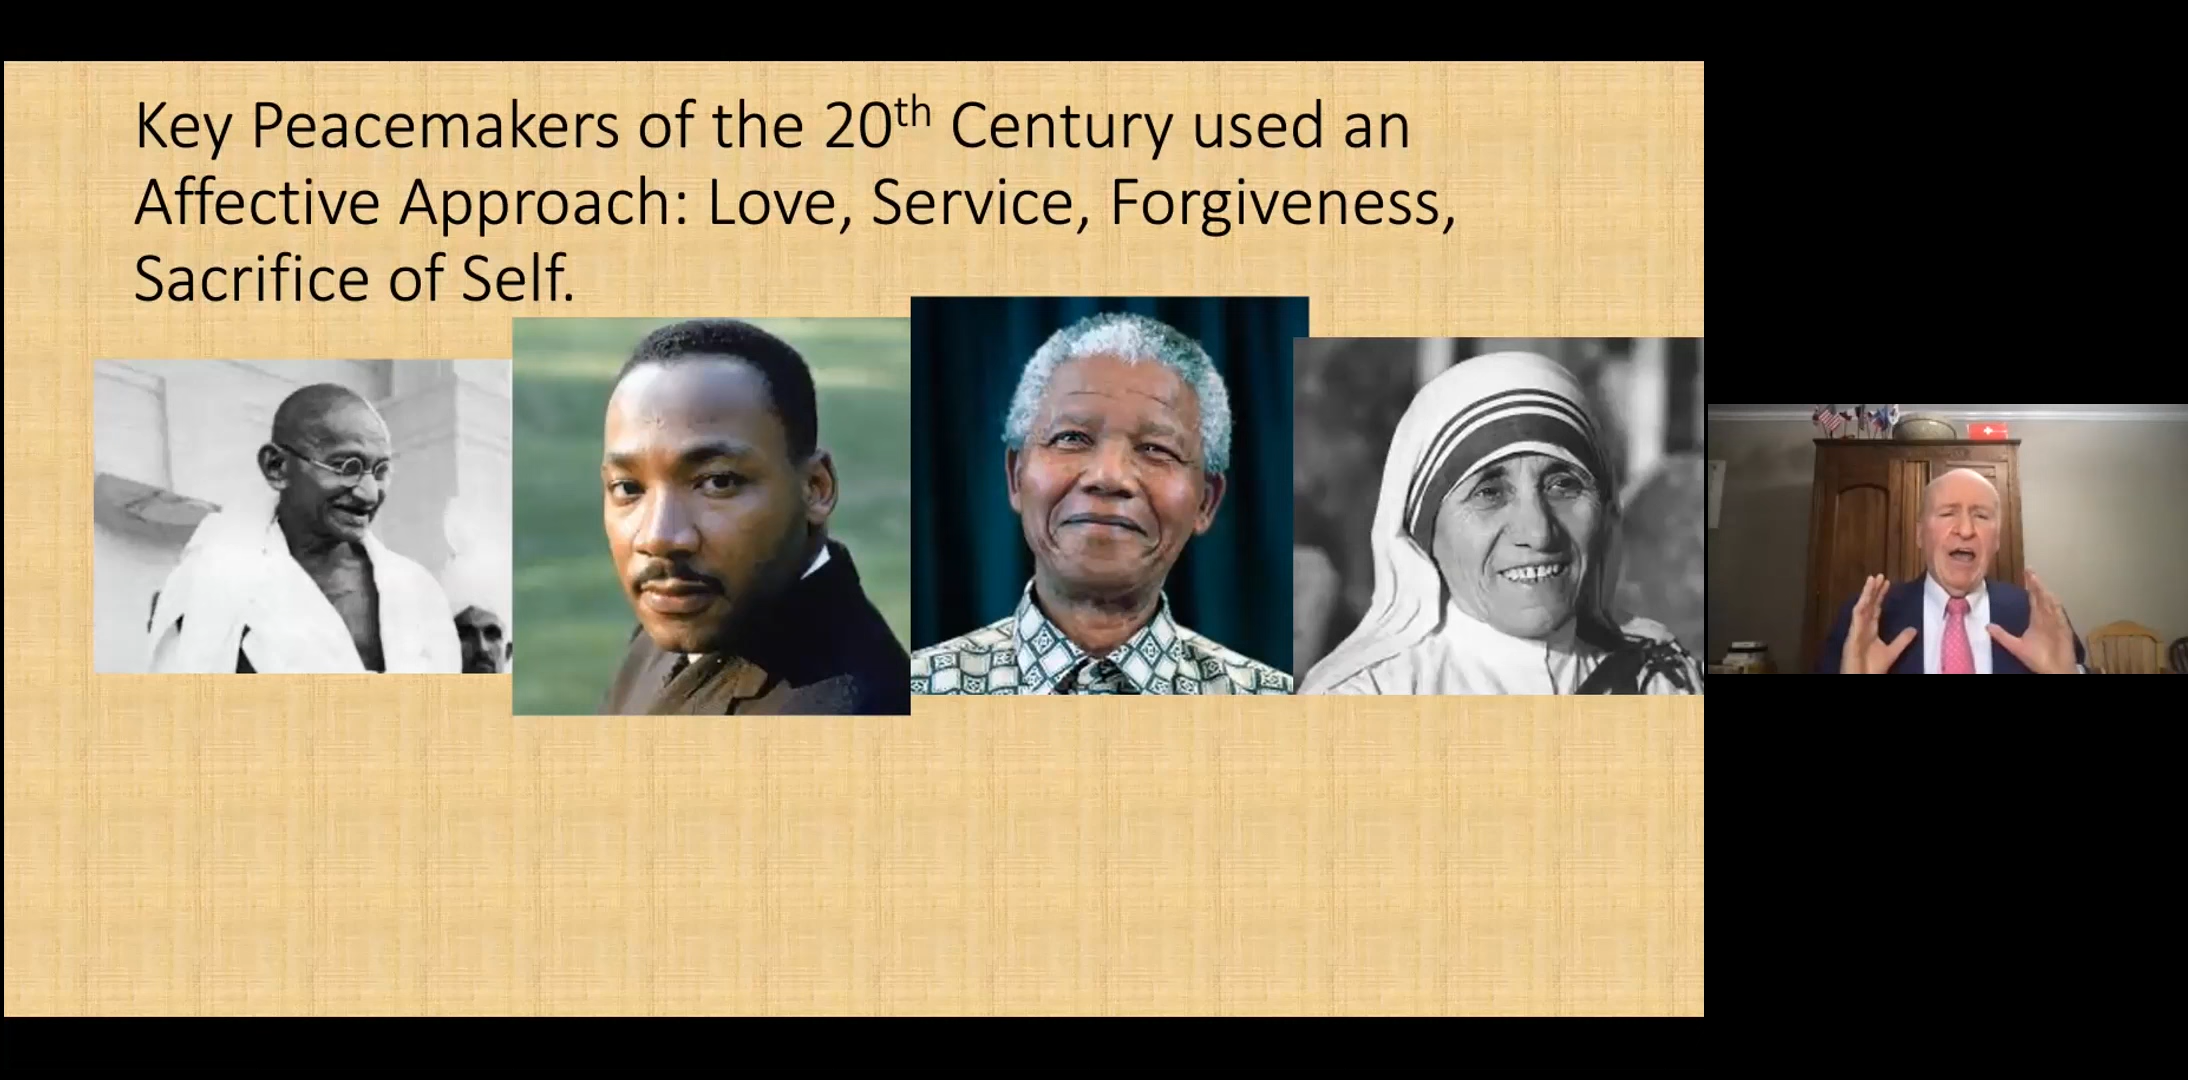 Key Peacemakers of the 20th Century used an
Affective Approach: Love, Service, Forgiveness,
Sacrifice of Self.